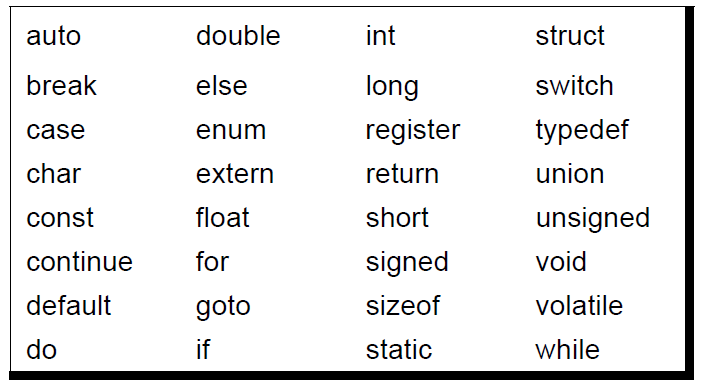 auto double int struct
break else long switch
case enum register typedef
char extern return union
const float short unsigned
continue for signed void
default goto sizeof volatile
do if static while